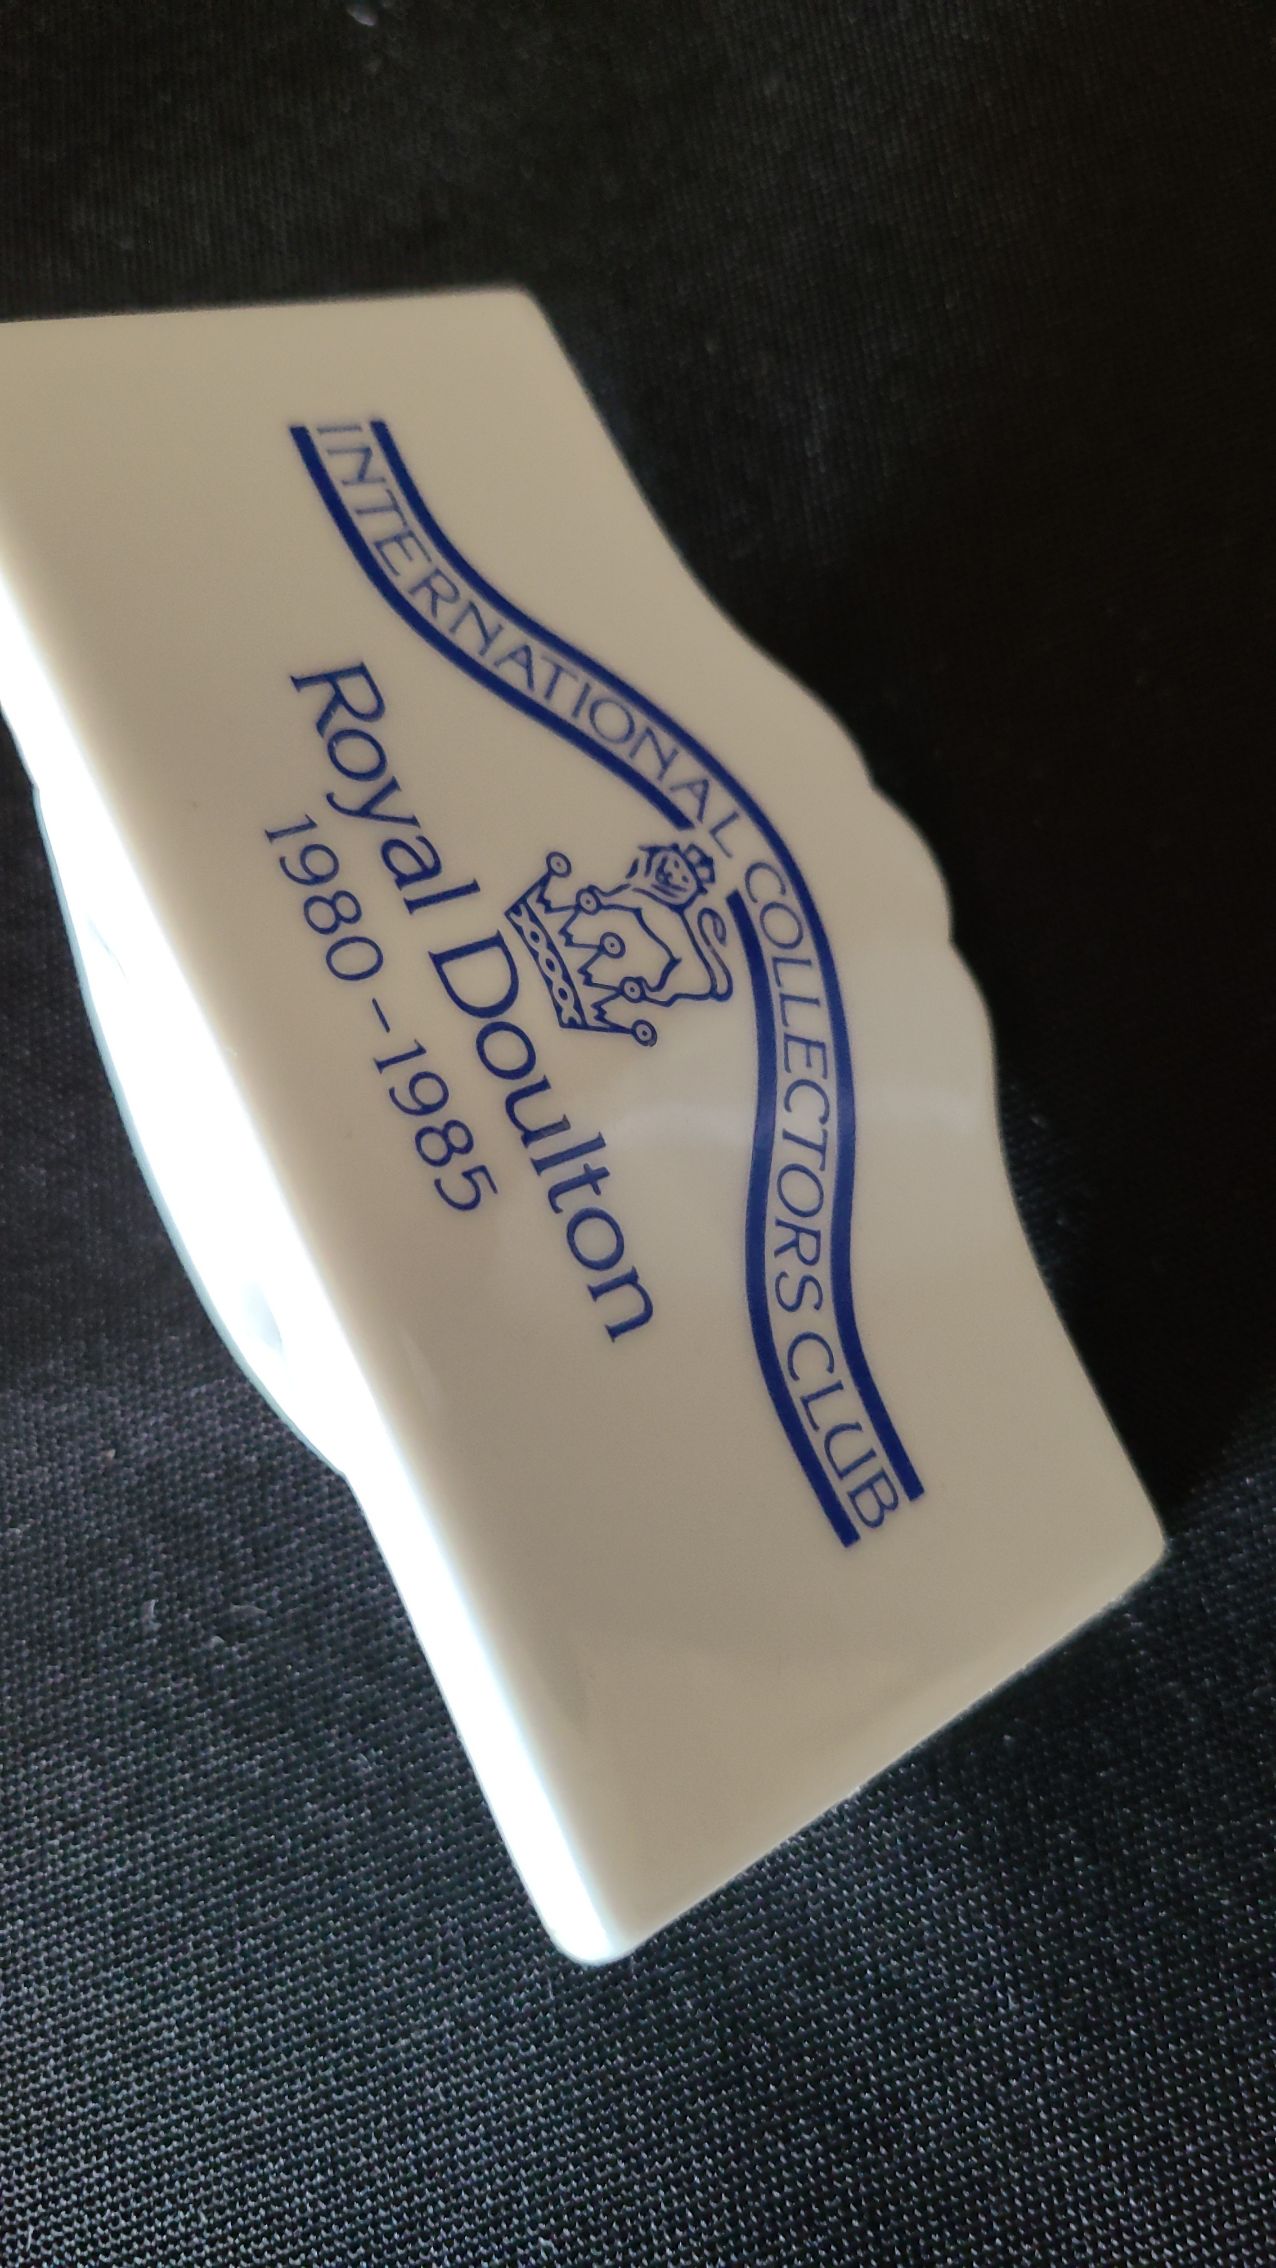 INTERNATIONAL COLLECTORS CLUB
Royal Doulton
1980-1985